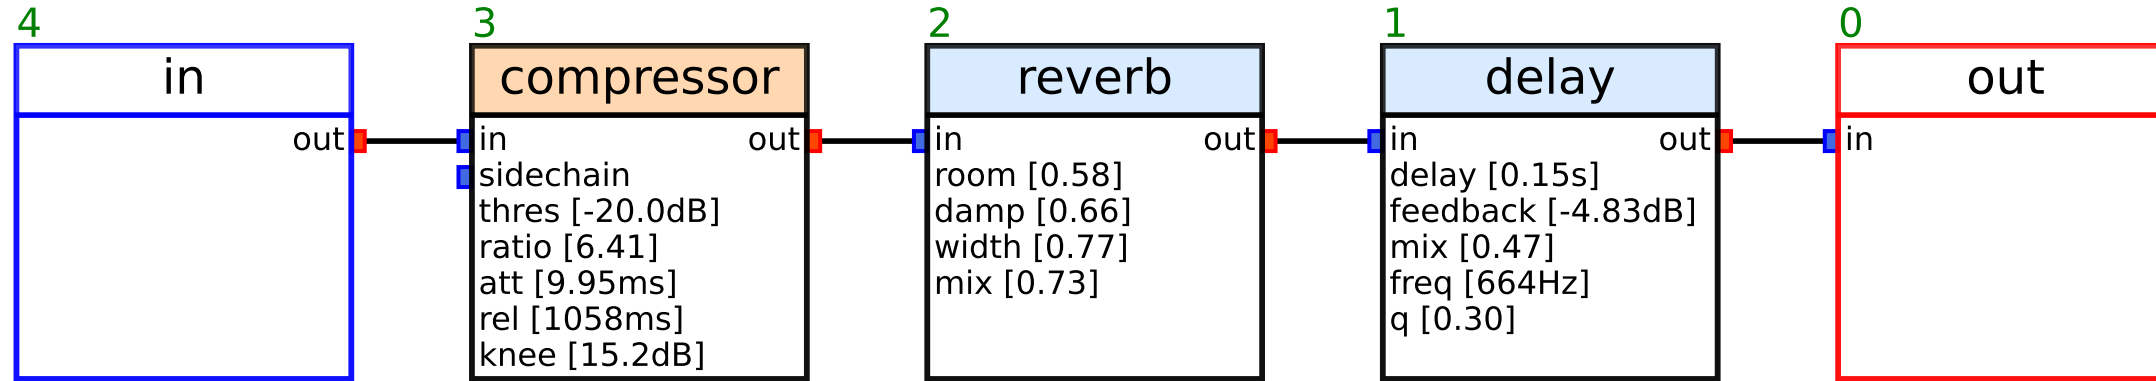 4
in
out
3
compressor
in out
sidechain
thres [-20.0dB]
ratio [6.41]
att [9.95ms]
rel [1058ms]
knee [15.2dB]
2
reverb
in out
room [0.58]
damp [0.66]
width [0.77]
mix [0.73]
1
delay
in out
delay [0.15s]
feedback [-4.83dB]
mix [0.47]
freq [664Hz]
q [0.30]
0
out
in